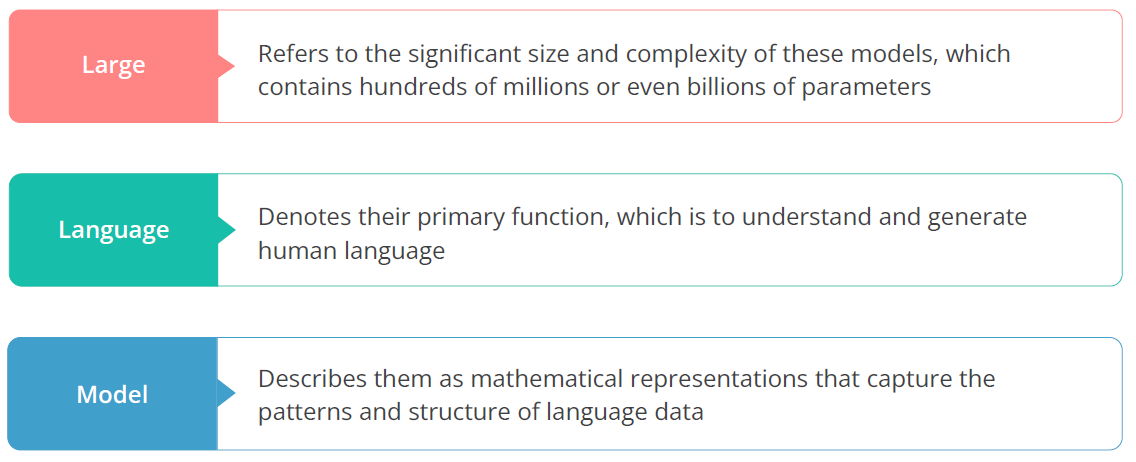 Large
Refers to the significant size and complexity of these models, which
contains hundreds of millions or even billions of parameters
Language
Denotes their primary function, which is to understand and generate
human language
Model
Describes them as mathematical representations that capture the
patterns and structure of language data